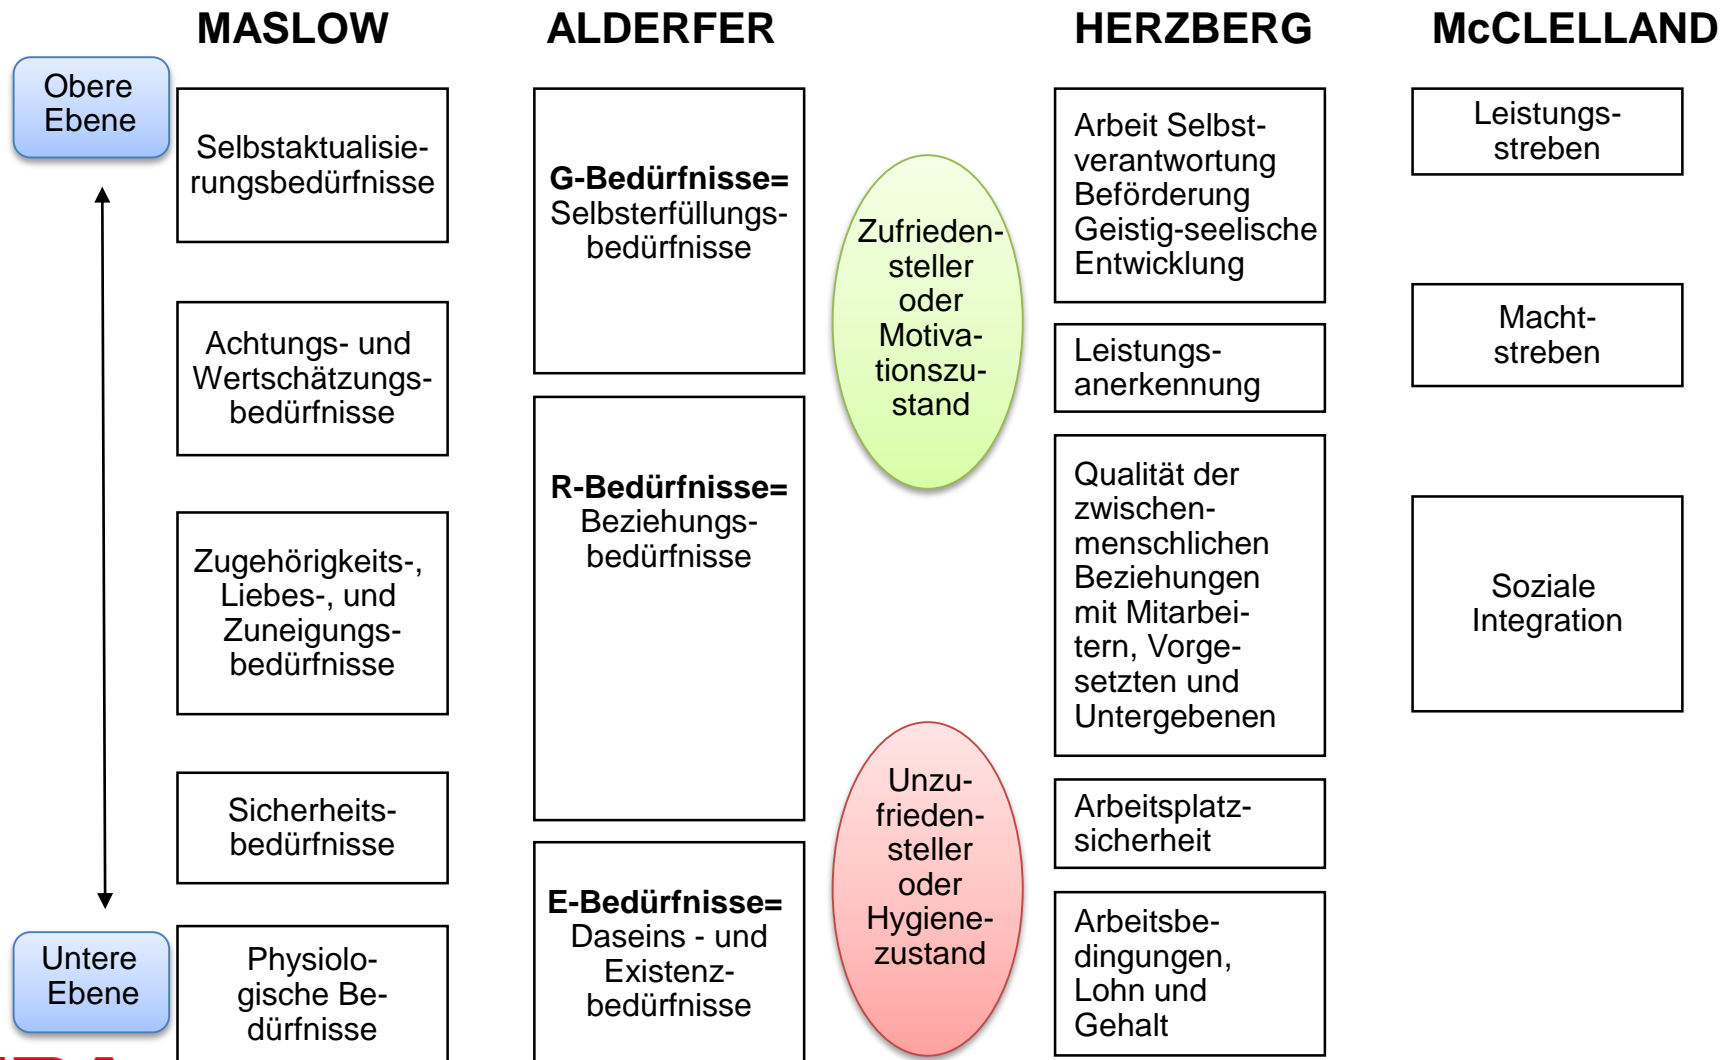 MASLOW
ALDERFER
HERZBERG
McCLELLAND
Obere
Ebene
Untere
Ebene
Selbstaktualisie-
rungsbedürfnisse
Achtungs- und
Wertschätzungs-
bedürfnisse
Zugehörigkeits-,
Liebes-, und
Zuneigungs-
bedürfnisse
Sicherheits-
bedürfnisse
Physiolo-
gische Be-
dürfnisse
G-Bedürfnisse=
Selbsterfüllungs-
bedürfnisse
R-Bedürfnisse=
Beziehungs-
bedürfnisse
E-Bedürfnisse=
Daseins - und
Existenz-
bedürfnisse
Zufrieden-
steller
oder
Motiva-
tionszu-
stand
Unzu-
frieden-
steller
oder
Hygiene-
zustand
Arbeit Selbst-
verantwortung
Beförderung
Geistig-seelische
Entwicklung
Leistungs-
anerkennung
Qualität der
zwischen-
menschlichen
Beziehungen
mit Mitarbei-
tern, Vorge-
setzten und
Untergebenen
Arbeitsplatz-
sicherheit
Arbeitsbe-
dingungen,
Lohn und
Gehalt
Leistungs-
streben
Macht-
streben
Soziale
Integration